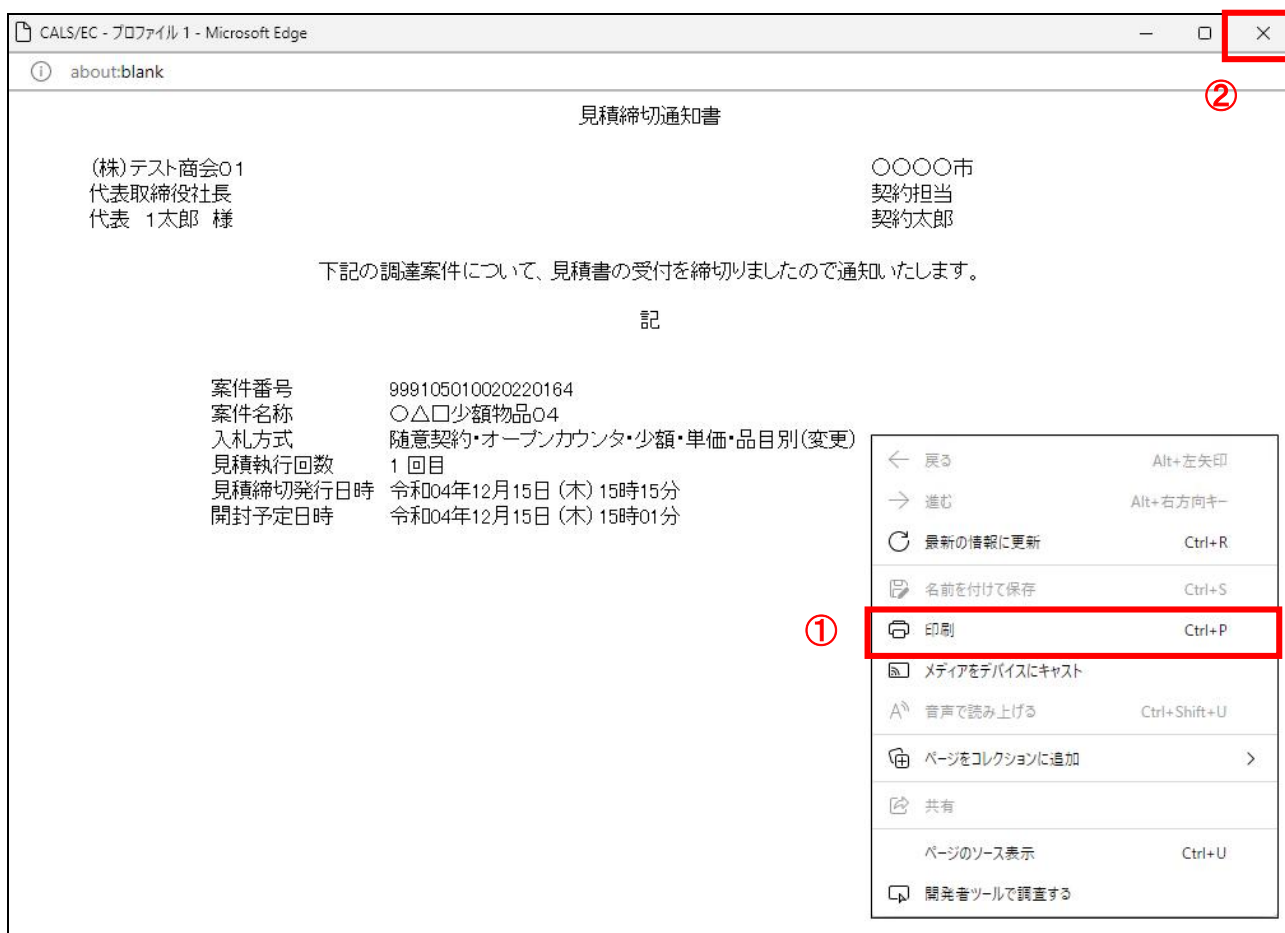 CALS/EC - プロファイル 1 - Microsoft Edge
about:blank
②
見積締切通知書
(株)テスト商会01
代表取締役社長
代表 1太郎 様
○○○○市
契約担当
契約太郎
下記の調達案件について、見積書の受付を締切りましたので通知いたします。
記
案件番号 999105010020220164
案件名称 ○△□少額物品04
入札方式 随意契約・オープンカウンタ・少額・単価・品目別(変更)
見積執行回数 1 回目
見積締切発行日時 令和04年12月15日 (木) 15時15分
開封予定日時 令和04年12月15日 (木) 15時01分
戻る Alt+左矢印
進む Alt+右方向キー
最新の情報に更新 Ctrl+R
名前を付けて保存 Ctrl+S
① 印刷 Ctrl+P
メディアをデバイスにキャスト
音声で読み上げる Ctrl+Shift+U
ページをコレクションに追加
共有
ページのソース表示 Ctrl+U
開発者ツールで調査する